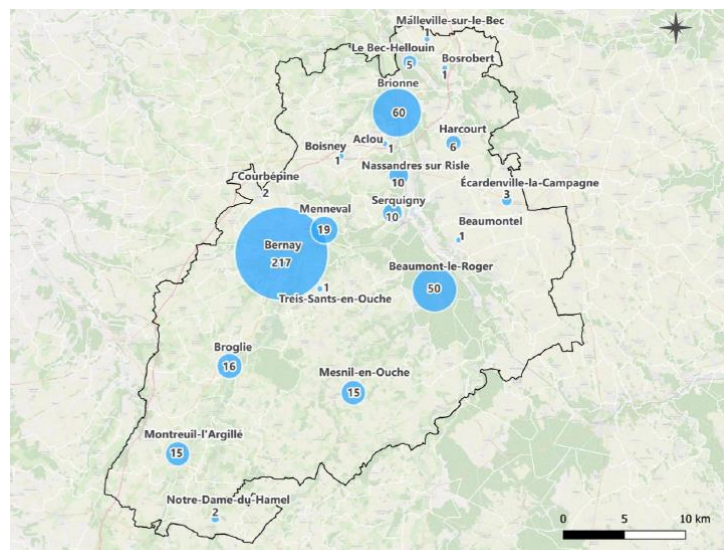 Malleville-sur-le-Bec
1
Le Bec-Hellouin
5
Bosrobert
1
Brionne
60
Aclou
1
Harcourt
6
Boisney
1
Nassandres sur Risle
10
Courbépine
2
Écardenville-la-Campagne
3
Menneval
19
Serquigny
10
Beaumontel
1
Bernay
217
Beaumont-le-Roger
50
1
Treis-Sants-en-Ouche
Broglie
16
Mesnil-en-Ouche
15
Montreuil-l'Argillé
15
Notre-Dame-du-Hamel
2
0 5 10 km